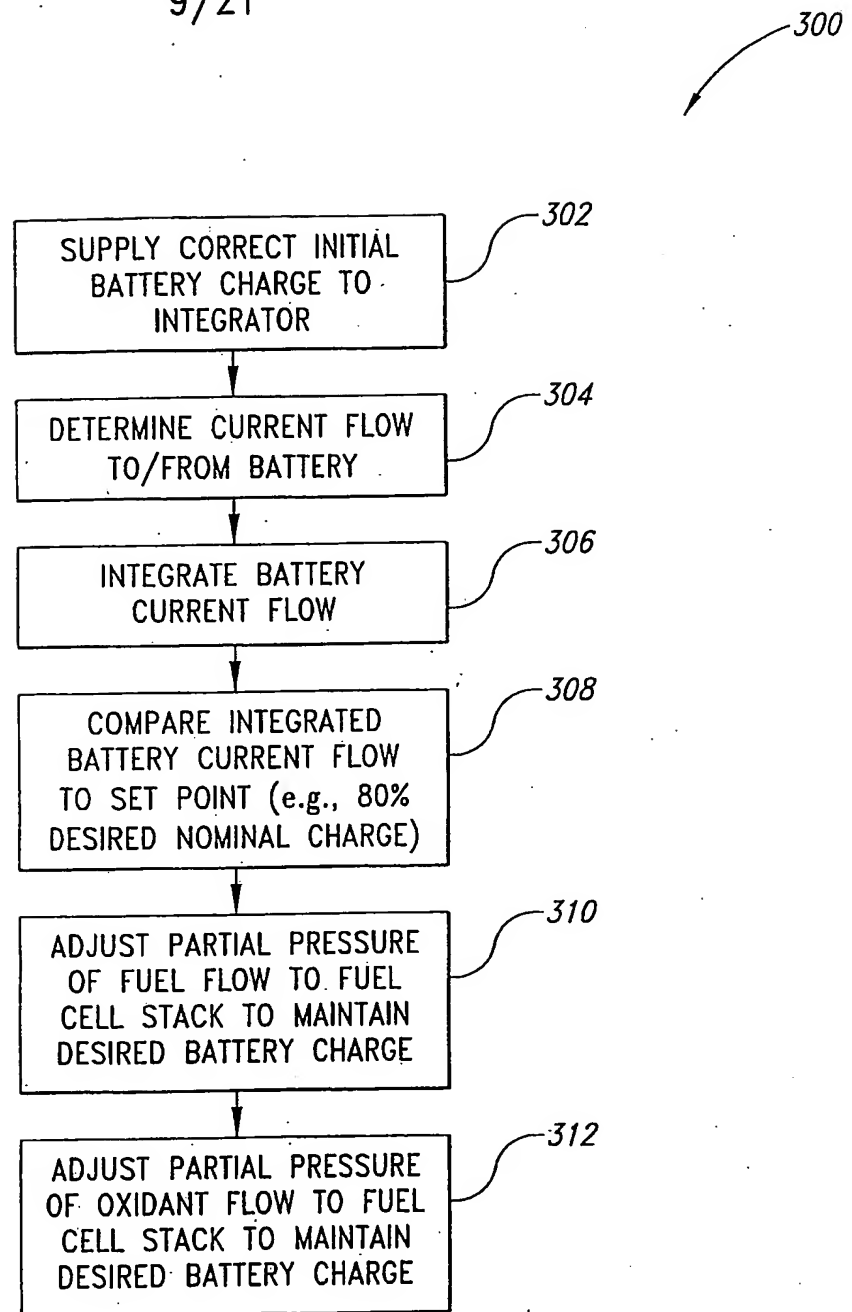 9/21
300
302
SUPPLY CORRECT INITIAL
BATTERY CHARGE TO
INTEGRATOR
304
DETERMINE CURRENT FLOW
TO/FROM BATTERY
306
INTEGRATE BATTERY
CURRENT FLOW
308
COMPARE INTEGRATED
BATTERY CURRENT FLOW
TO SET POINT (e.g., 80%
DESIRED NOMINAL CHARGE)
310
ADJUST PARTIAL PRESSURE
OF FUEL FLOW TO FUEL
CELL STACK TO MAINTAIN
DESIRED BATTERY CHARGE
312
ADJUST PARTIAL PRESSURE
OF OXIDANT FLOW TO FUEL
CELL STACK TO MAINTAIN
DESIRED BATTERY CHARGE